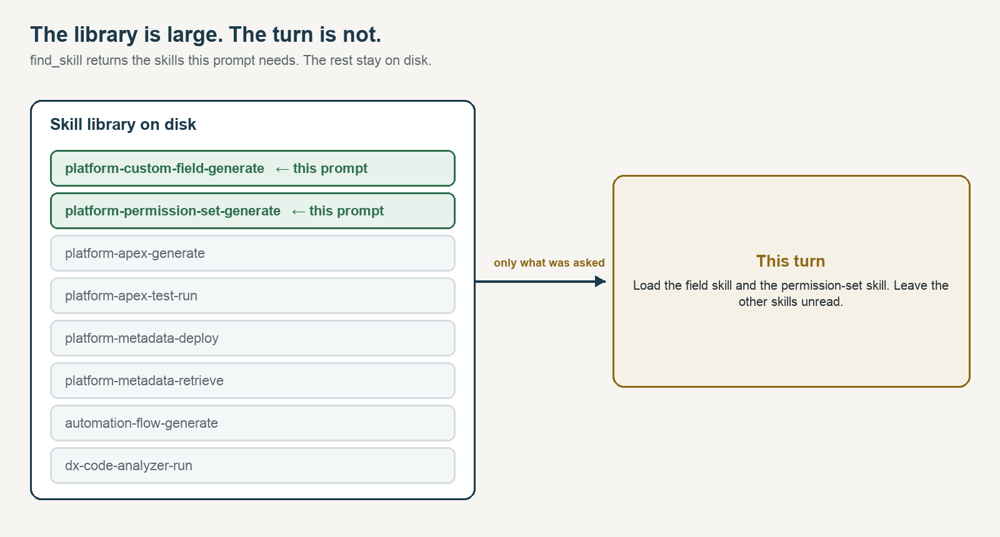 The library is large. The turn is not.
find_skill returns the skills this prompt needs. The rest stay on disk.
Skill library on disk
platform-custom-field-generate ← this prompt
platform-permission-set-generate ← this prompt
platform-apex-generate
platform-apex-test-run
platform-metadata-deploy
platform-metadata-retrieve
automation-flow-generate
dx-code-analyzer-run
only what was asked
This turn
Load the field skill and the permission-set skill. Leave the
other skills unread.